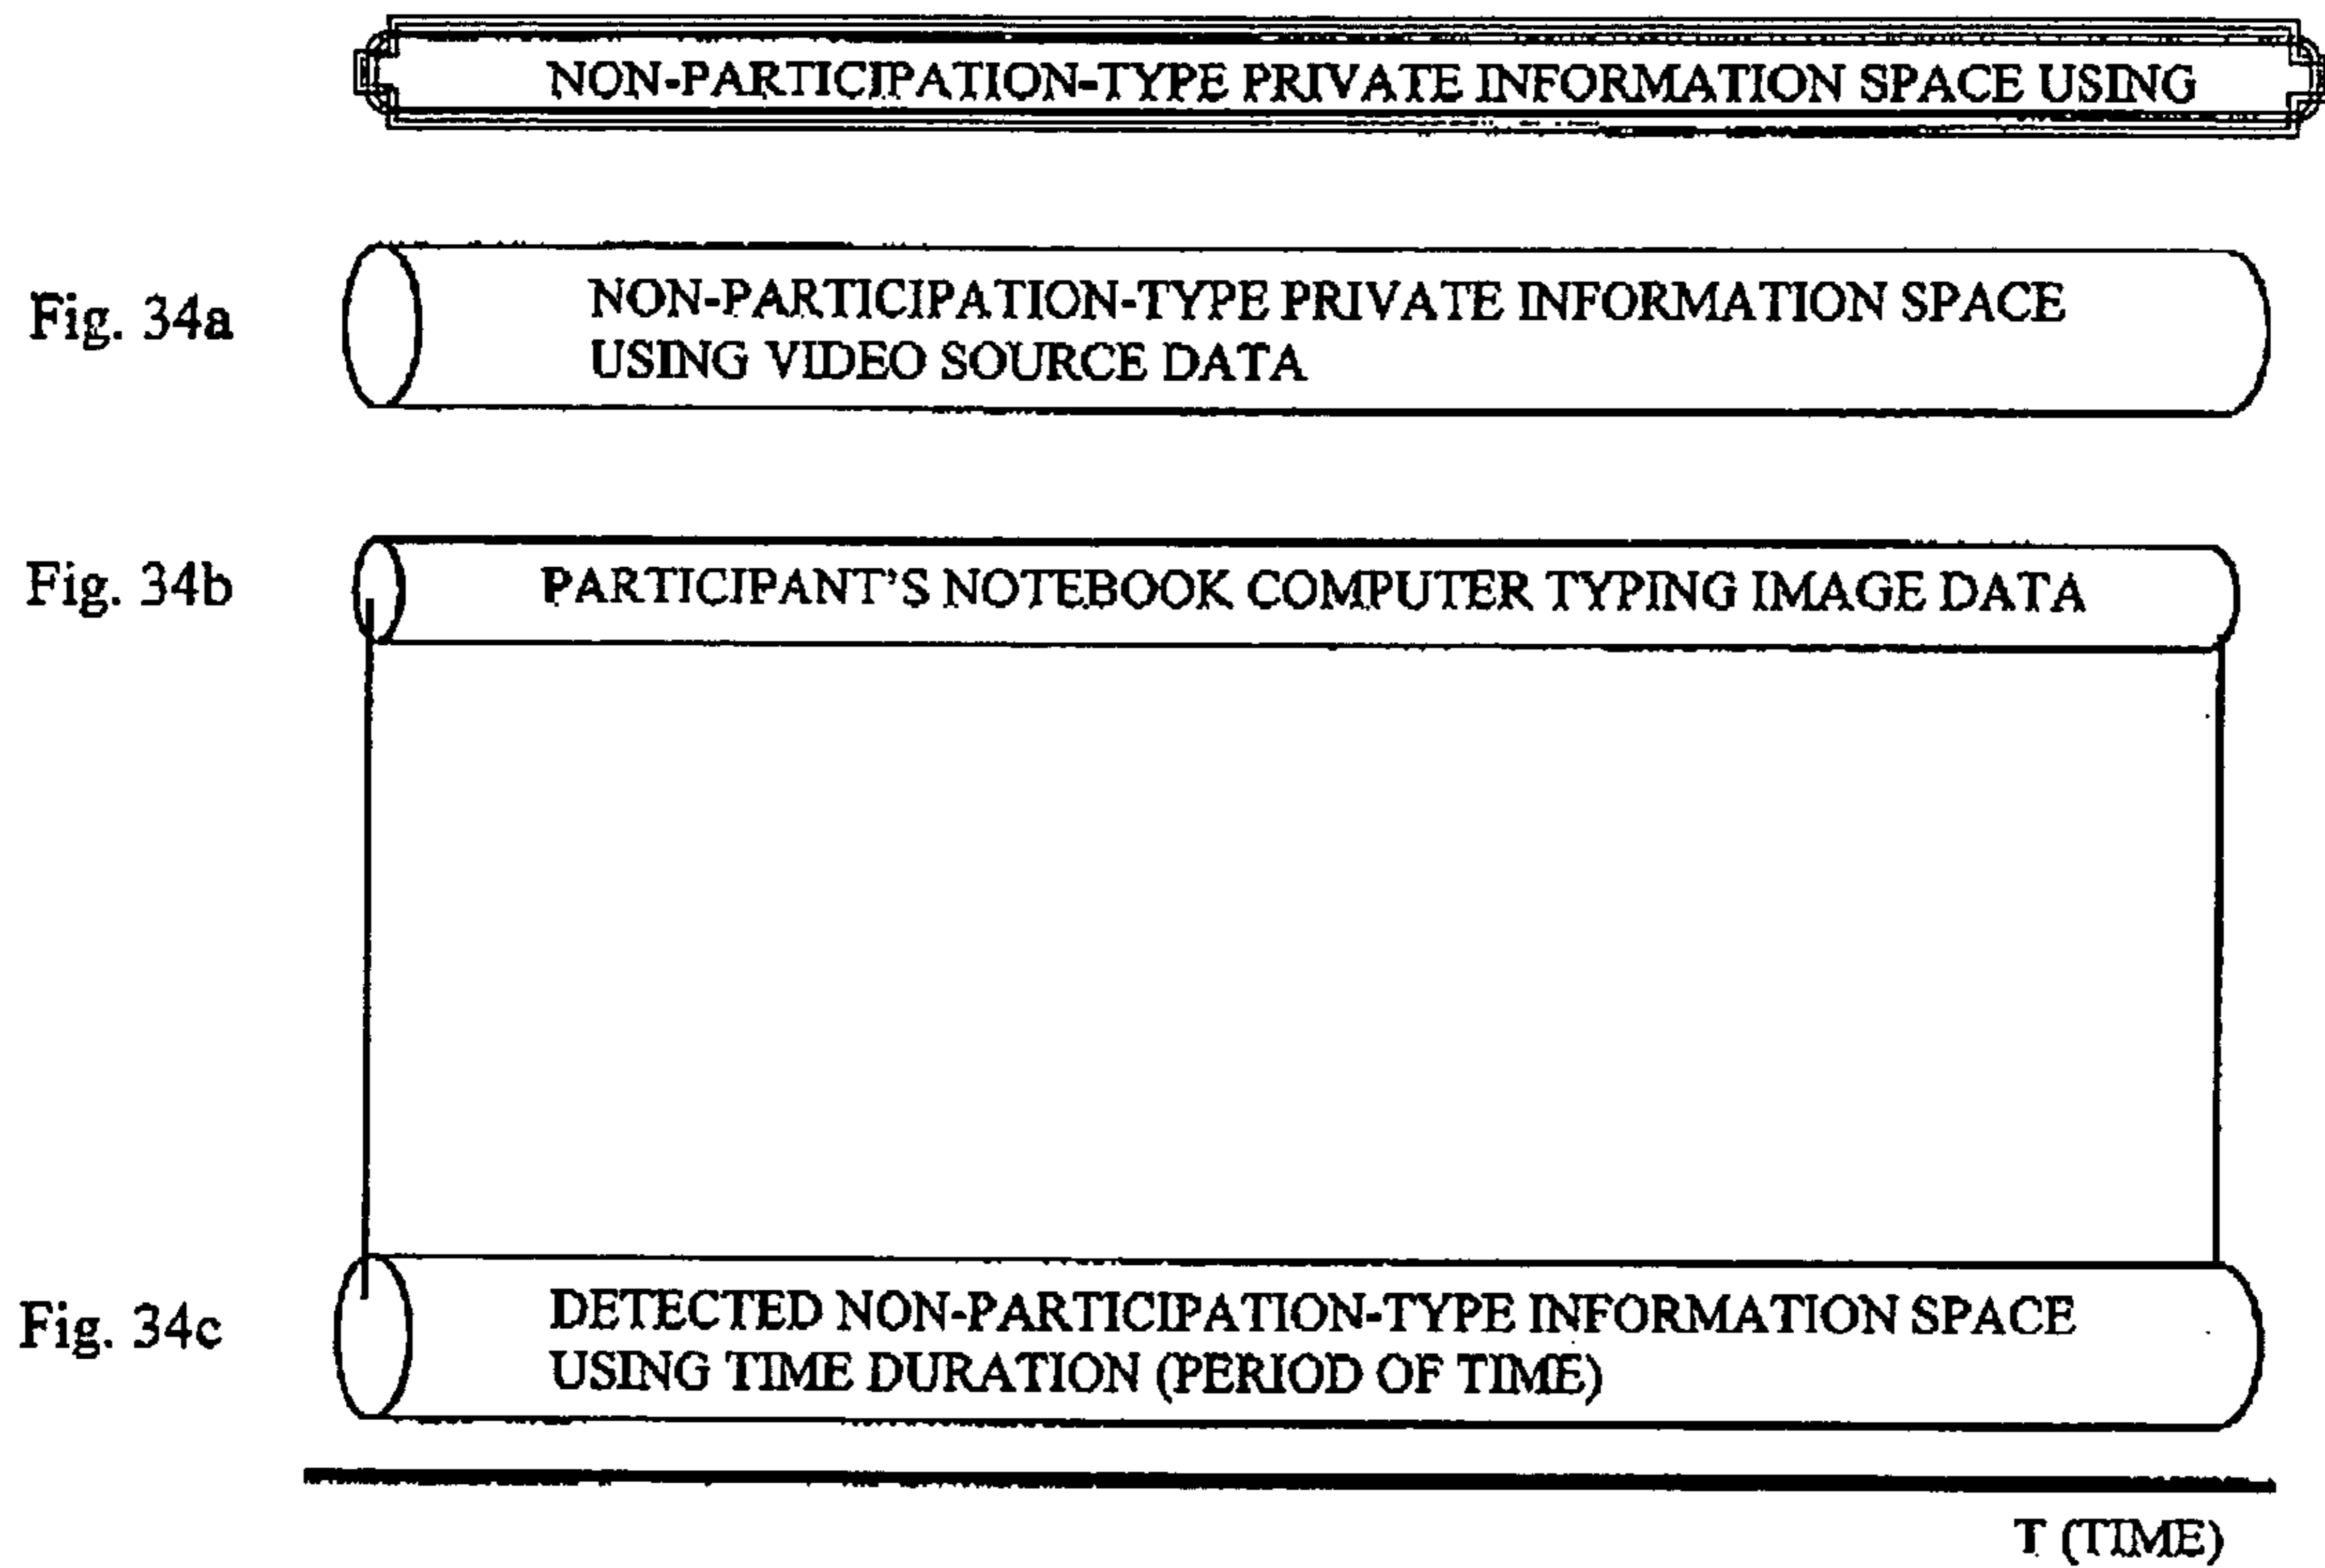 NON-PARTICIPATION-TYPE PRIVATE INFORMATION SPACE USING
Fig. 34a
NON-PARTICIPATION-TYPE PRIVATE INFORMATION SPACE
USING VIDEO SOURCE DATA
Fig. 34b
PARTICIPANT'S NOTEBOOK COMPUTER TYPING IMAGE DATA
Fig. 34c
DETECTED NON-PARTICIPATION-TYPE INFORMATION SPACE
USING TIME DURATION (PERIOD OF TIME)
T (TIME)